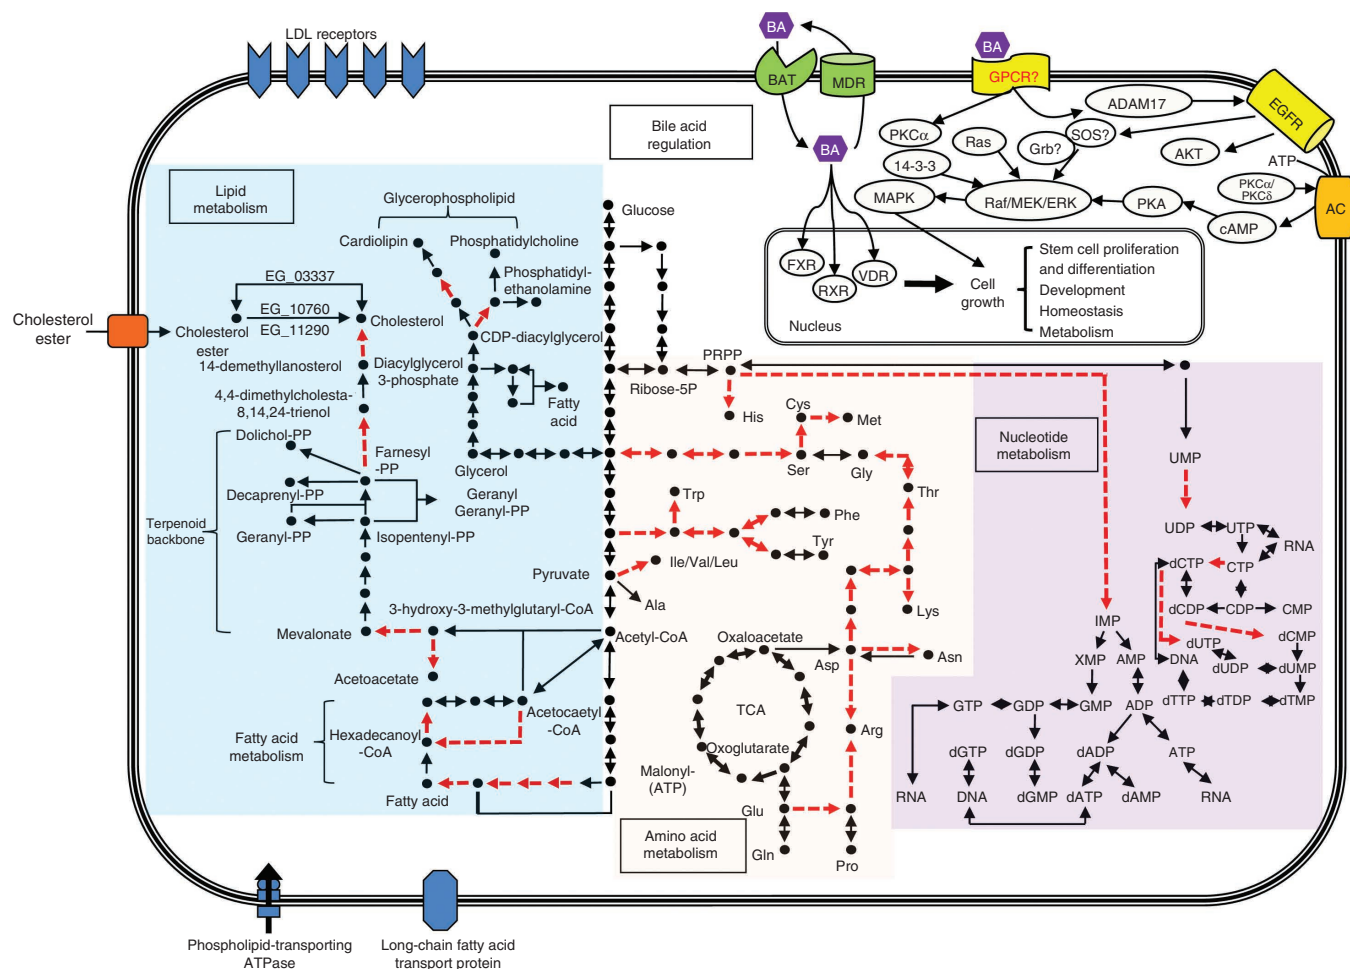 LDL receptors
BA
BAT
MDR
BA
GPCR?
ADAM17
EGFR
Bile acid
regulation
BA
PKCα
Ras
Grb?
SOS?
AKT
ATP
14-3-3
MAPK
Raf/MEK/ERK
PKA
PKCα/
PKCδ
cAMP
AC
Lipid
metabolism
Glycerophospholipid
Cardiolipin
Phosphatidylcholine
Glucose
Phosphatidyl-
ethanolamine
FXR
RXR
VDR
Nucleus
Cell
growth
Stem cell proliferation
and differentiation
Development
Homeostasis
Metabolism
EG_03337
EG_10760
EG_11290
Cholesterol
ester
Cholesterol
ester
Cholesterol
CDP-diacylglycerol
14-demethyllanosterol
Diacylglycerol
3-phosphate
PRPP
Ribose-5P
4,4-dimethylcholesta-
8,14,24-trienol
Fatty
acid
His
Cys
Met
Dolichol-PP
Farnesyl
-PP
Glycerol
Ser
Gly
Nucleotide
metabolism
UMP
Decaprenyl-PP
Geranyl
Geranyl-PP
Trp
Thr
Terpenoid
backbone
Geranyl-PP
Isopentenyl-PP
Phe
Tyr
UDP
UTP
RNA
dCTP
CTP
Pyruvate
Ile/Val/Leu
Ala
Lys
dCDP
CDP
CMP
3-hydroxy-3-methylglutaryl-CoA
Mevalonate
Acetyl-CoA
Oxaloacetate
Asp
Asn
IMP
dUTP
dCMP
XMP
AMP
DNA
dUDP
dUMP
Acetoacetate
TCA
GTP
GDP
GMP
ADP
dTTP
dTDP
dTMP
Acetocaetyl
-CoA
Arg
Fatty acid
metabolism
Hexadecanoyl
-CoA
Oxoglutarate
dGTP
dGDP
dADP
ATP
Malonyl-
(ATP)
Fatty acid
RNA
DNA
dGMP
dATP
dAMP
RNA
Glu
Amino acid
metabolism
Gln
Pro
Phospholipid-transporting
ATPase
Long-chain fatty acid
transport protein